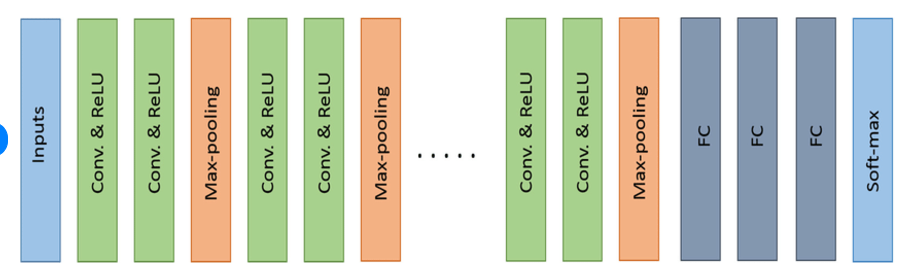 Inputs
Conv. & ReLU
Conv. & ReLU
Max-pooling
Conv. & ReLU
Conv. & ReLU
Max-pooling
.....
Conv. & ReLU
Conv. & ReLU
Max-pooling
FC
FC
FC
Soft-max